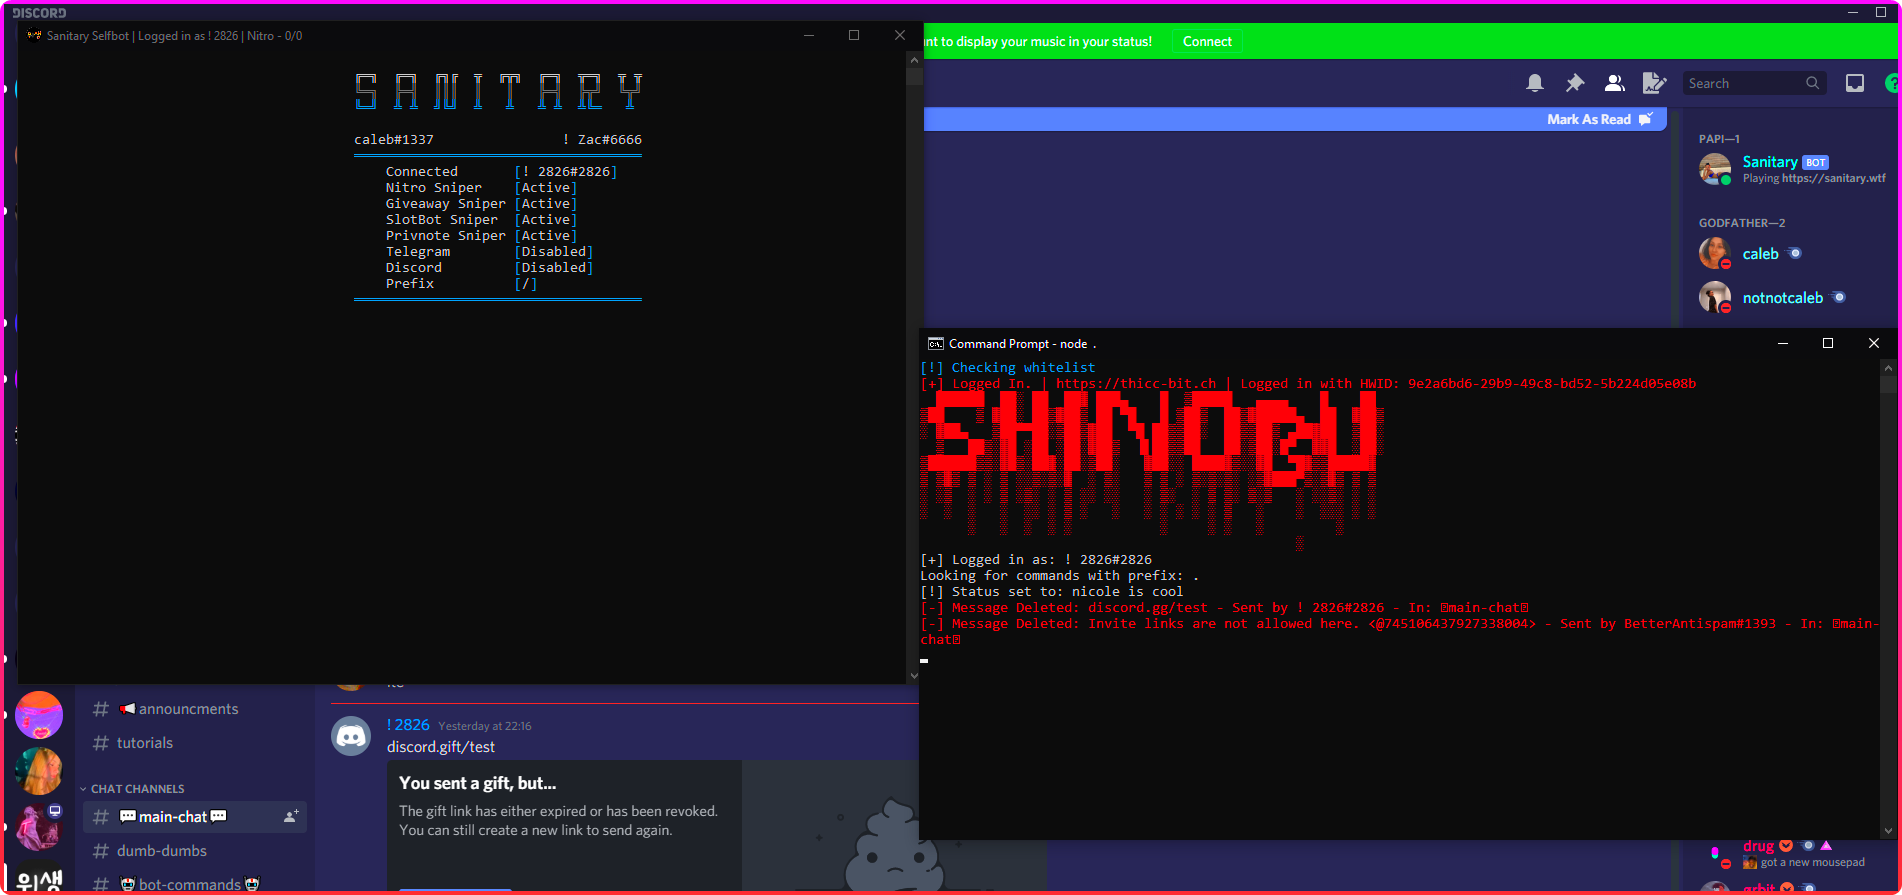 DISCORD
Sanitary Selfbot | Logged in as ! 2826 | Nitro - 0/0
SANITARY
caleb#1337 ! Zac#6666
Connected [! 2826#2826]
Nitro Sniper [Active]
Giveaway Sniper [Active]
SlotBot Sniper [Active]
Privnote Sniper [Active]
Telegram [Disabled]
Discord [Disabled]
Prefix [/]
nt to display your music in your status! Connect
Search
Mark As Read
PAPI—1
Sanitary BOT
Playing https://sanitary.wtf
GODFATHER—2
caleb
notnotcaleb
Command Prompt - node .
[!] Checking whitelist
[+] Logged In. | https://thicc-bit.ch | Logged in with HWID: 9e2a6bd6-29b9-49c8-bd52-5b224d05e08b
SHINOBU
[+] Logged in as: ! 2826#2826
Looking for commands with prefix: .
[!] Status set to: nicole is cool
[-] Message Deleted: discord.gg/test - Sent by ! 2826#2826 - In: main-chat
[-] Message Deleted: Invite links are not allowed here. <@745106437927338004> - Sent by BetterAntispam#1393 - In: main-
chat
# announcments
# tutorials
CHAT CHANNELS
# main-chat
# dumb-dumbs
# bot-commands
위생
! 2826 Yesterday at 22:16
discord.gift/test
You sent a gift, but...
The gift link has either expired or has been revoked.
You can still create a new link to send again.
drug
got a new mousepad